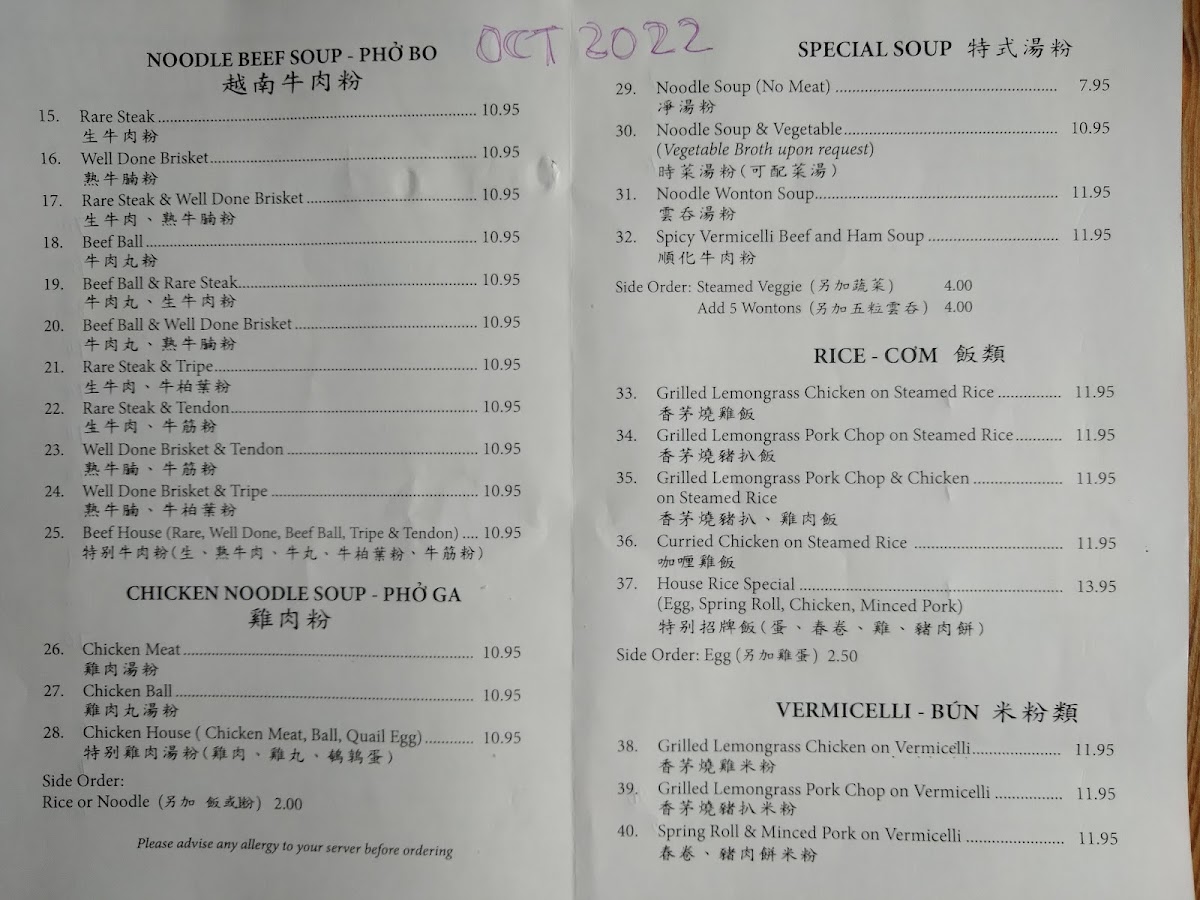 OCT 2022
NOODLE BEEF SOUP - PHỞ BO
越南牛肉粉
15. Rare Steak 10.95
生牛肉粉
16. Well Done Brisket 10.95
熟牛腩粉
17. Rare Steak & Well Done Brisket 10.95
生牛肉、熟牛腩粉
18. Beef Ball 10.95
牛肉丸粉
19. Beef Ball & Rare Steak 10.95
牛肉丸、生牛肉粉
20. Beef Ball & Well Done Brisket 10.95
牛肉丸、熟牛腩粉
21. Rare Steak & Tripe 10.95
生牛肉、牛柏葉粉
22. Rare Steak & Tendon 10.95
生牛肉、牛筋粉
23. Well Done Brisket & Tendon 10.95
熟牛腩、牛筋粉
24. Well Done Brisket & Tripe 10.95
熟牛腩、牛柏葉粉
25. Beef House (Rare, Well Done, Beef Ball, Tripe & Tendon) 10.95
特别牛肉粉(生、熟牛肉、牛丸、牛柏葉粉、牛筋粉)
CHICKEN NOODLE SOUP - PHỞ GA
雞肉粉
26. Chicken Meat 10.95
雞肉湯粉
27. Chicken Ball 10.95
雞肉丸湯粉
28. Chicken House ( Chicken Meat, Ball, Quail Egg) 10.95
特别雞肉湯粉(雞肉、雞丸、鵪鶉蛋)
Side Order:
Rice or Noodle (另加 飯或粉) 2.00
Please advise any allergy to your server before ordering
SPECIAL SOUP 特式湯粉
29. Noodle Soup (No Meat) 7.95
凈湯粉
30. Noodle Soup & Vegetable 10.95
(Vegetable Broth upon request)
時菜湯粉(可配菜湯)
31. Noodle Wonton Soup 11.95
雲吞湯粉
32. Spicy Vermicelli Beef and Ham Soup 11.95
順化牛肉粉
Side Order: Steamed Veggie (另加蔬菜) 4.00
Add 5 Wontons (另加五粒雲吞) 4.00
RICE - CƠM 飯類
33. Grilled Lemongrass Chicken on Steamed Rice 11.95
香茅燒雞飯
34. Grilled Lemongrass Pork Chop on Steamed Rice 11.95
香茅燒豬扒飯
35. Grilled Lemongrass Pork Chop & Chicken 11.95
on Steamed Rice
香茅燒豬扒、雞肉飯
36. Curried Chicken on Steamed Rice 11.95
咖喱雞飯
37. House Rice Special 13.95
(Egg, Spring Roll, Chicken, Minced Pork)
特别招牌飯(蛋、春卷、雞、豬肉餅)
Side Order: Egg (另加雞蛋) 2.50
VERMICELLI - BÚN 米粉類
38. Grilled Lemongrass Chicken on Vermicelli 11.95
香茅燒雞米粉
39. Grilled Lemongrass Pork Chop on Vermicelli 11.95
香茅燒豬扒米粉
40. Spring Roll & Minced Pork on Vermicelli 11.95
春卷、豬肉餅米粉